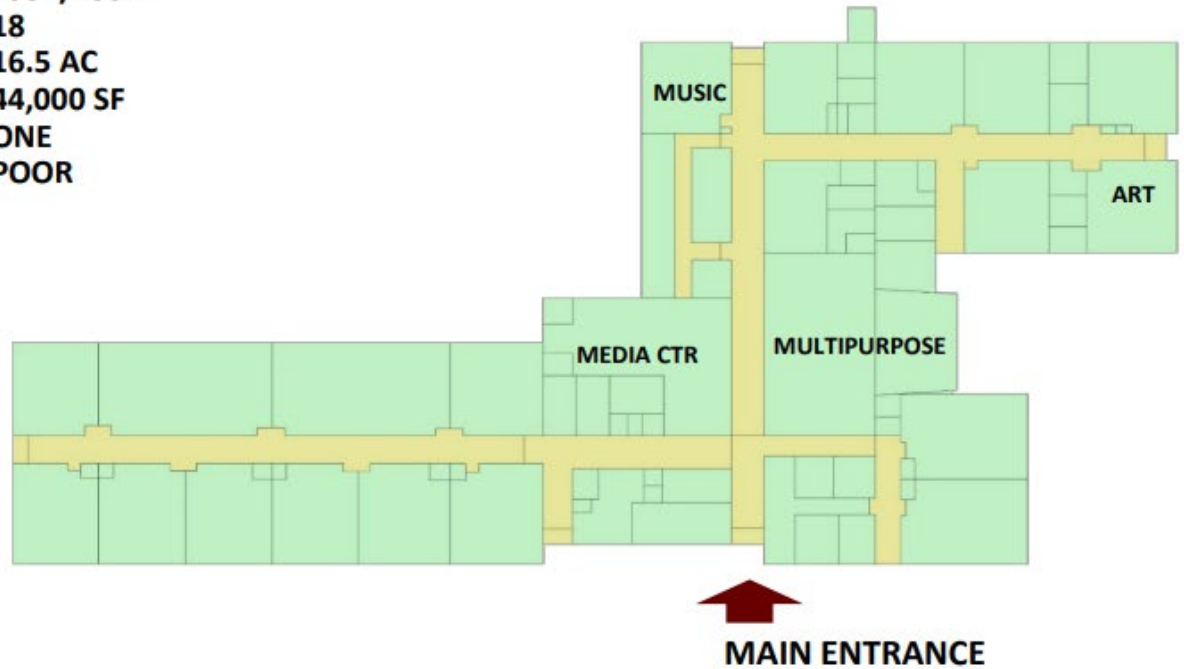 18
16.5 AC
44,000 SF
ONE
POOR
MUSIC
ART
MULTIPURPOSE
MEDIA CTR
MAIN ENTRANCE